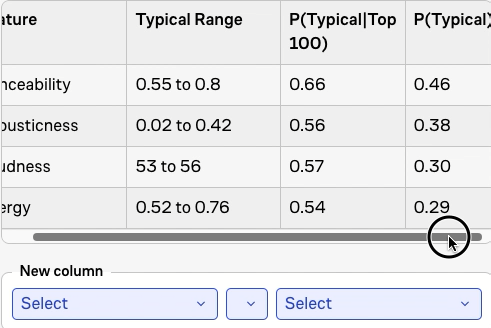 ature Typical Range P(Typical|Top P(Typical)
100)
nceability 0.55 to 0.8 0.66 0.46
ousticness 0.02 to 0.42 0.56 0.38
udness 53 to 56 0.57 0.30
ergy 0.52 to 0.76 0.54 0.29
New column
Select Select